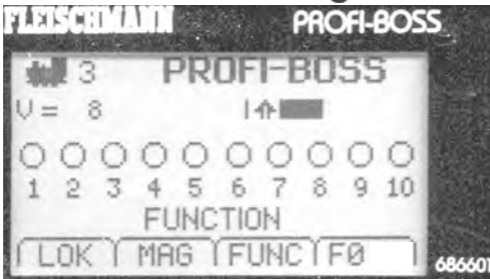 FLEISCHMANN PROFI-BOSS
3 PROFI-BOSS
V= 8
1 2 3 4 5 6 7 8 9 10
FUNCTION
LOK MAG FUNC F0
686601